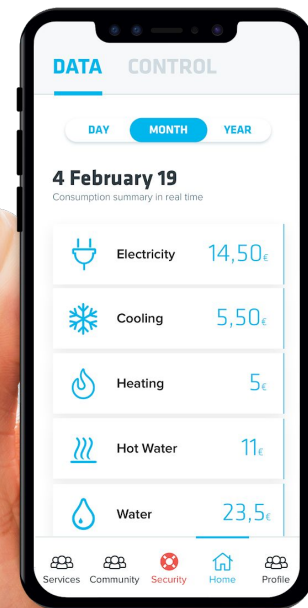 DATA CONTROL
DAY MONTH YEAR
4 February 19
Consumption summary in real time
Electricity 14,50€
Cooling 5,50€
Heating 5€
Hot Water 11€
Water 23,5€
Services Community Security Home Profile